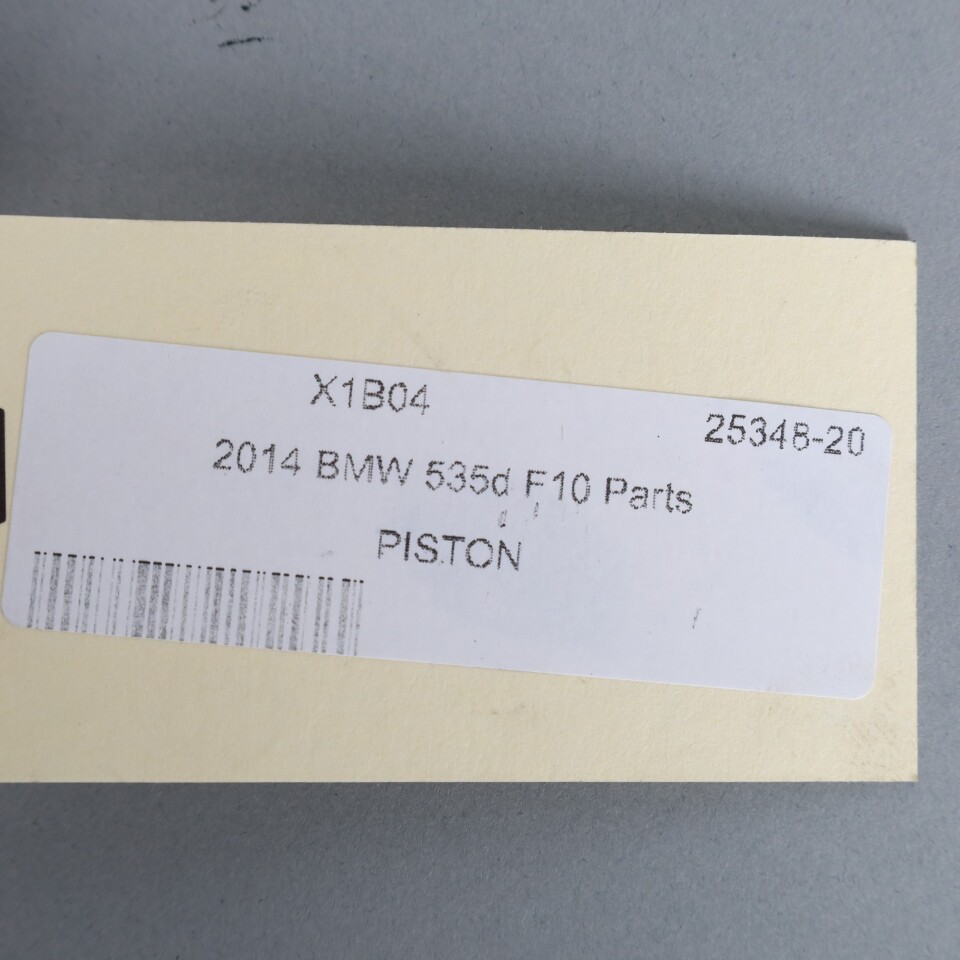 X1B04
25348-20
2014 BMW 535d F10 Parts
PISTON